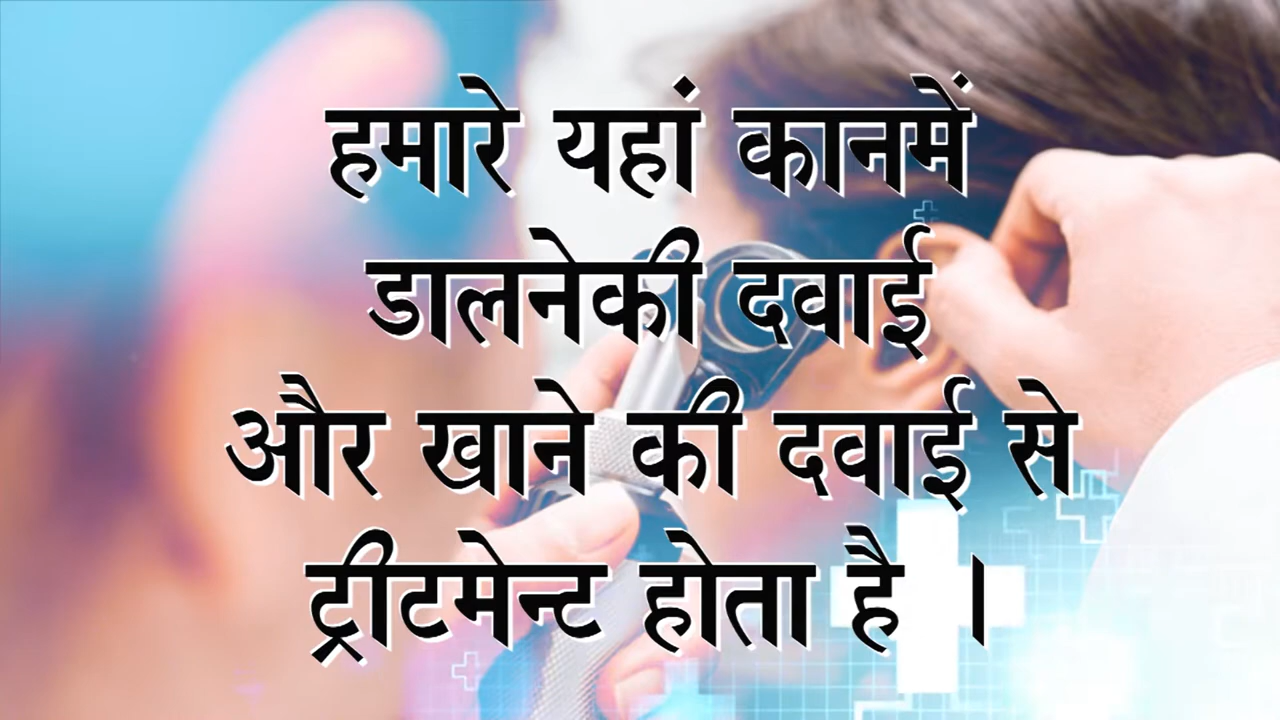 हमारे यहां कानमें
डालनेकी दवाई
और खाने की दवाई से
ट्रीटमेन्ट होता है ।